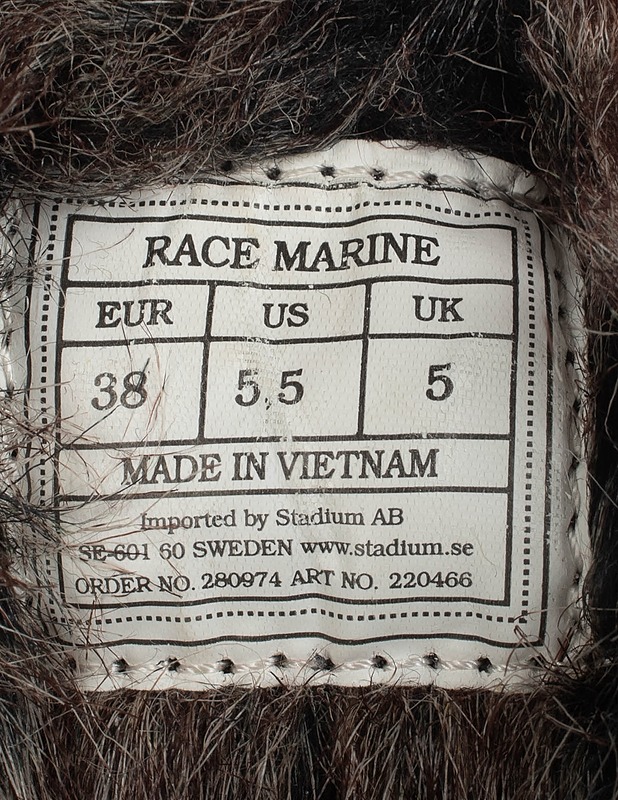 RACE MARINE
EUR US UK
38 5,5 5
MADE IN VIETNAM
Imported by Stadium AB
SE-601 60 SWEDEN www.stadium.se
ORDER NO. 280974 ART NO. 220466